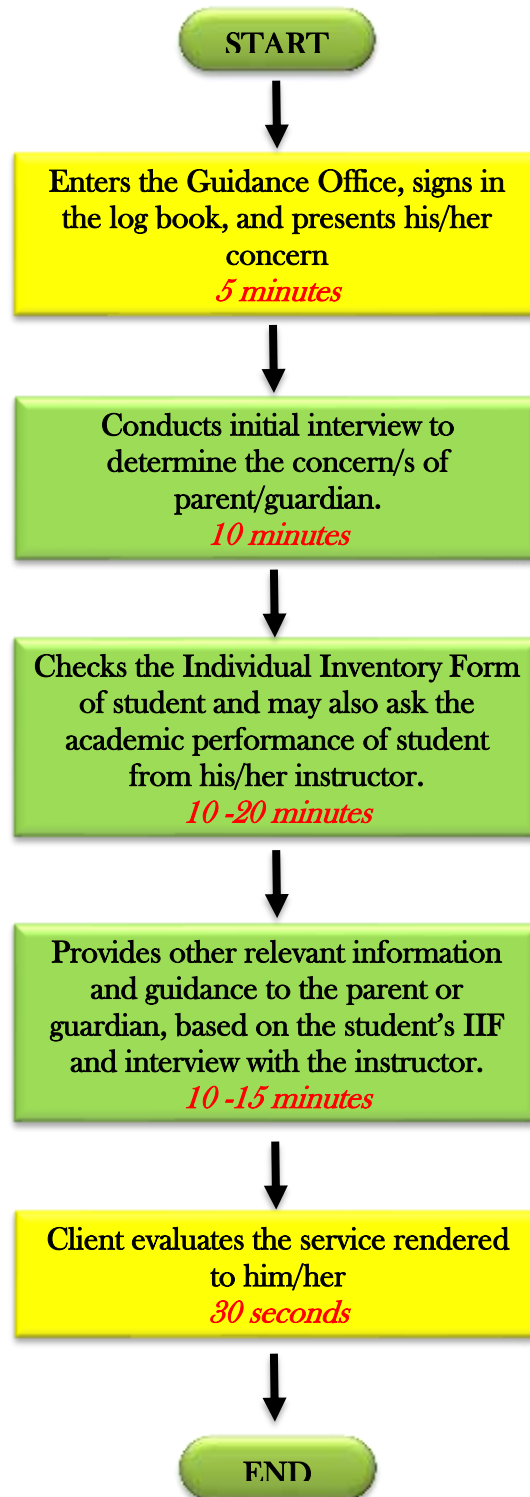 START
Enters the Guidance Office, signs in
the log book, and presents his/her
concern
5 minutes
Conducts initial interview to
determine the concern/s of
parent/guardian.
10 minutes
Checks the Individual Inventory Form
of student and may also ask the
academic performance of student
from his/her instructor.
10 -20 minutes
Provides other relevant information
and guidance to the parent or
guardian, based on the student’s IIF
and interview with the instructor.
10 -15 minutes
Client evaluates the service rendered
to him/her
30 seconds
END